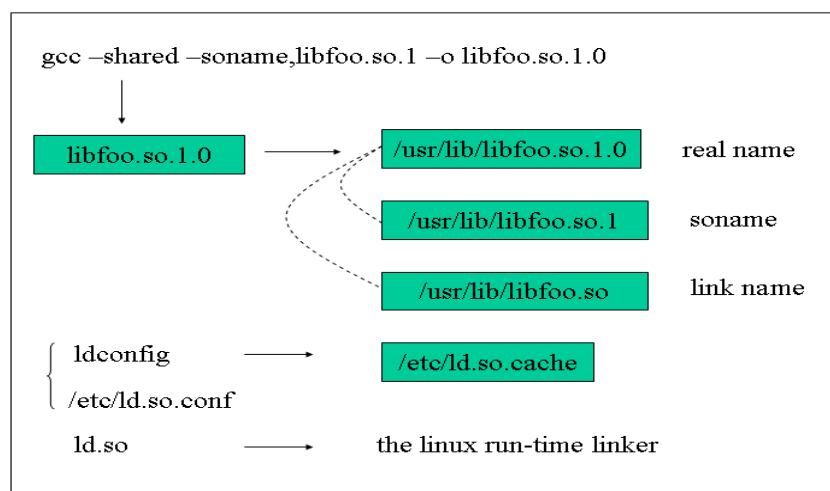 gcc –shared –soname,libfoo.so.1 –o libfoo.so.1.0
libfoo.so.1.0
/usr/lib/libfoo.so.1.0
real name
/usr/lib/libfoo.so.1
soname
/usr/lib/libfoo.so
link name
ldconfig
/etc/ld.so.cache
/etc/ld.so.conf
ld.so
the linux run-time linker